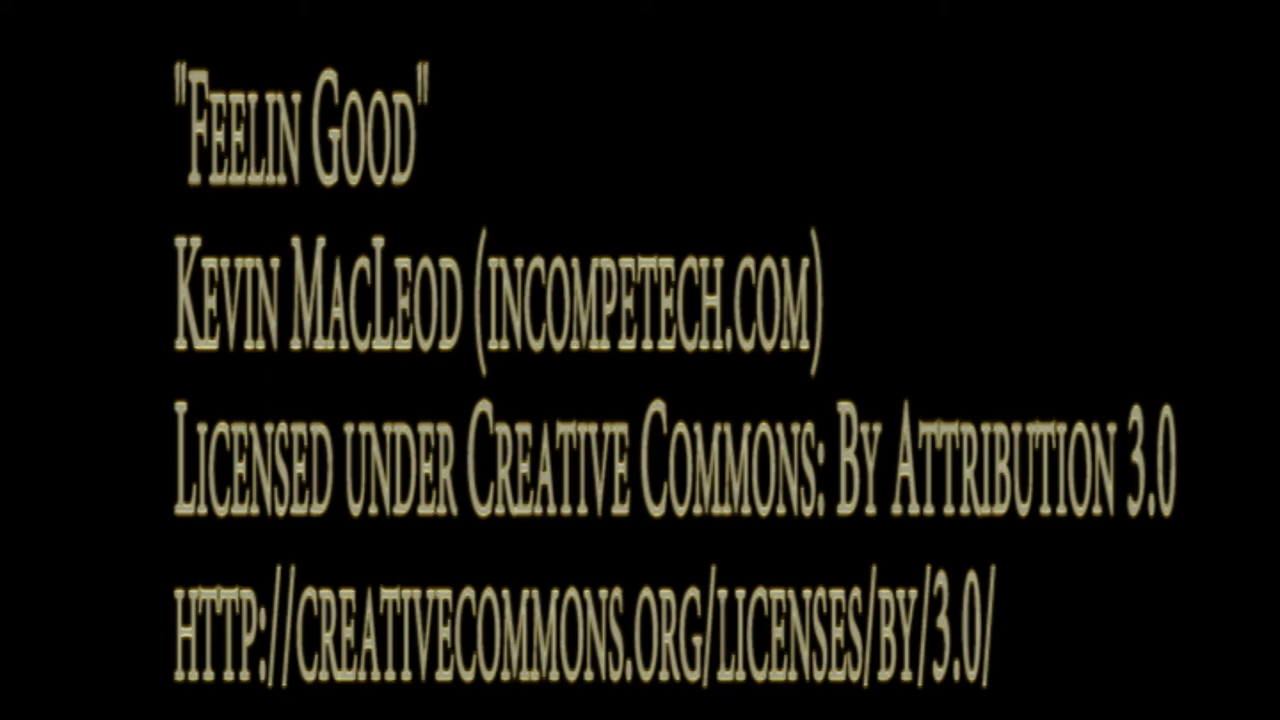 "Feelin Good"
Kevin MacLeod (incompetech.com)
Licensed under Creative Commons: By Attribution 3.0
http://creativecommons.org/licenses/by/3.0/